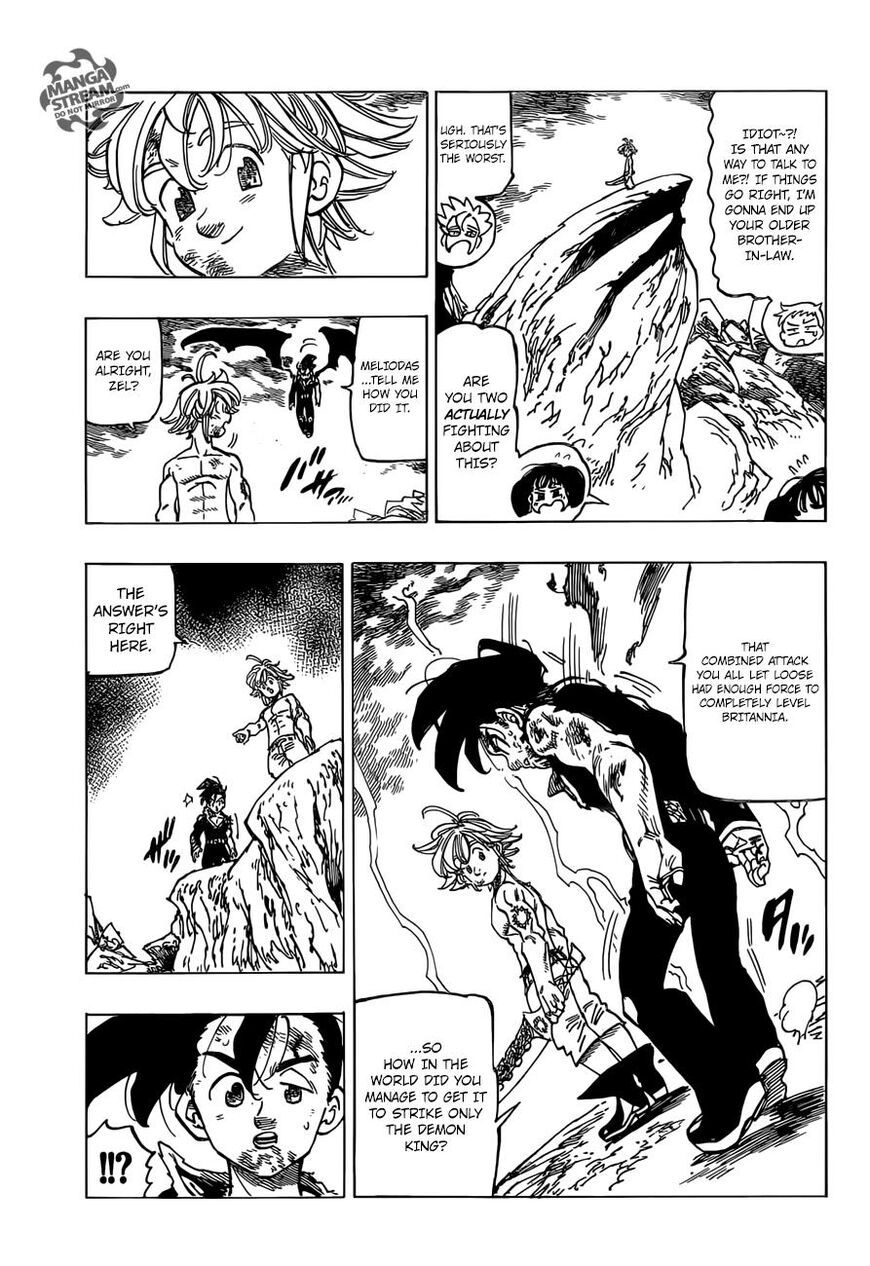 MANGA
STREAM.com
DO NOT MIRROR
IDIOT~?!
IS THAT ANY
WAY TO TALK TO
ME?! IF THINGS
GO RIGHT, I'M
GONNA END UP
YOUR OLDER
BROTHER-
IN-LAW.
UGH. THAT'S
SERIOUSLY
THE WORST.
ARE
YOU TWO
ACTUALLY
FIGHTING
ABOUT
THIS?
MELIODAS
...TELL ME
HOW YOU
DID IT.
ARE YOU
ALRIGHT,
ZEL?
バッ
THAT
COMBINED ATTACK
YOU ALL LET LOOSE
HAD ENOUGH FORCE TO
COMPLETELY LEVEL
BRITANNIA.
...SO
HOW IN THE
WORLD DID YOU
MANAGE TO GET IT
TO STRIKE ONLY
THE DEMON
KING?
THE
ANSWER'S
RIGHT
HERE.
!!?